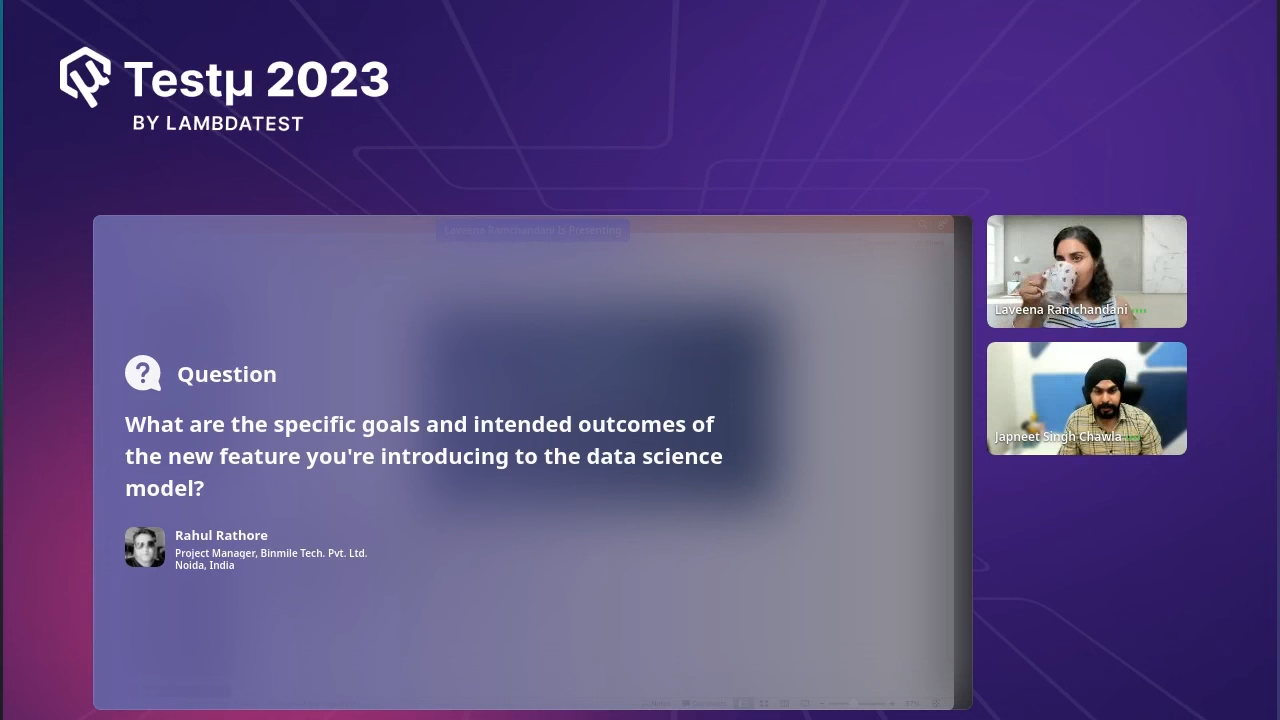 Testμ 2023
BY LAMBDATEST
Laveena Ramchandani Is Presenting
Question
What are the specific goals and intended outcomes of
the new feature you're introducing to the data science
model?
Rahul Rathore
Project Manager, Binmile Tech. Pvt. Ltd.
Noida, India
Laveena Ramchandani
Japneet Singh Chawla